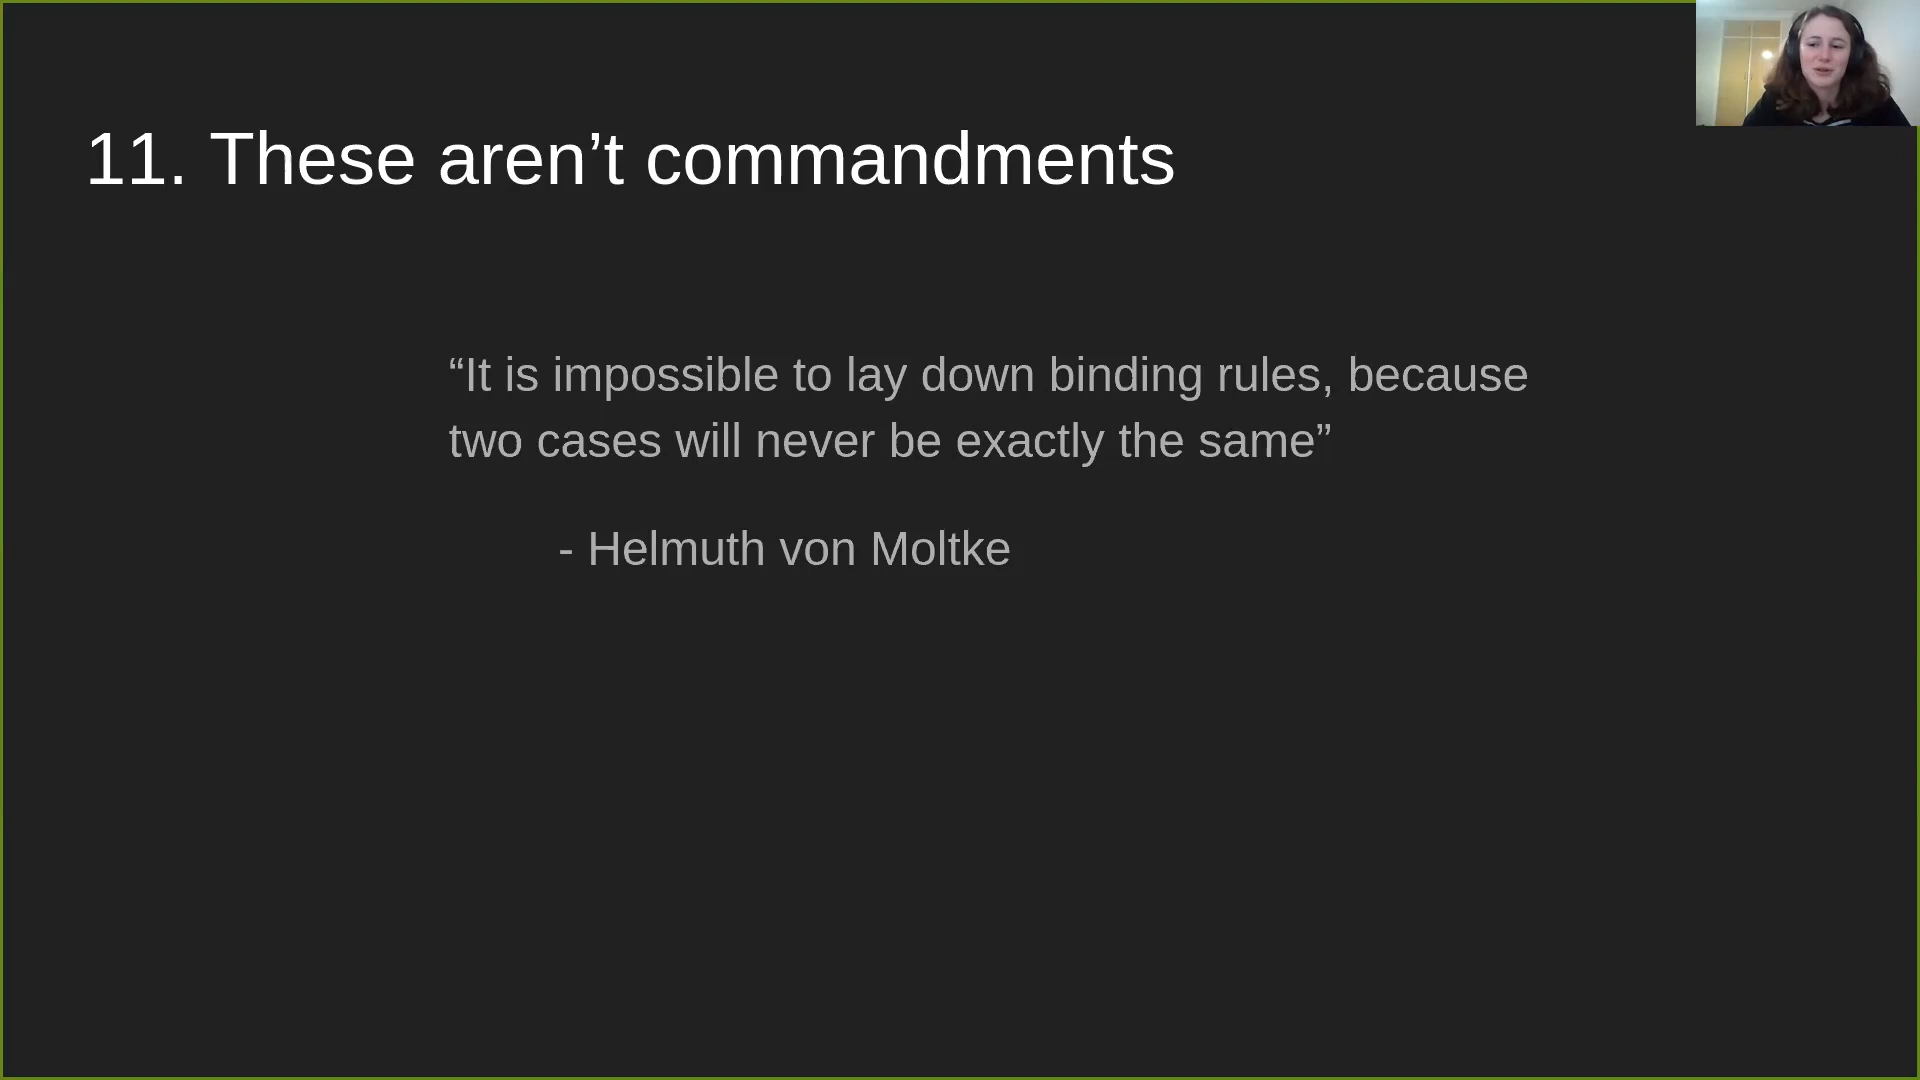 11. These aren’t commandments
“It is impossible to lay down binding rules, because
two cases will never be exactly the same”
- Helmuth von Moltke